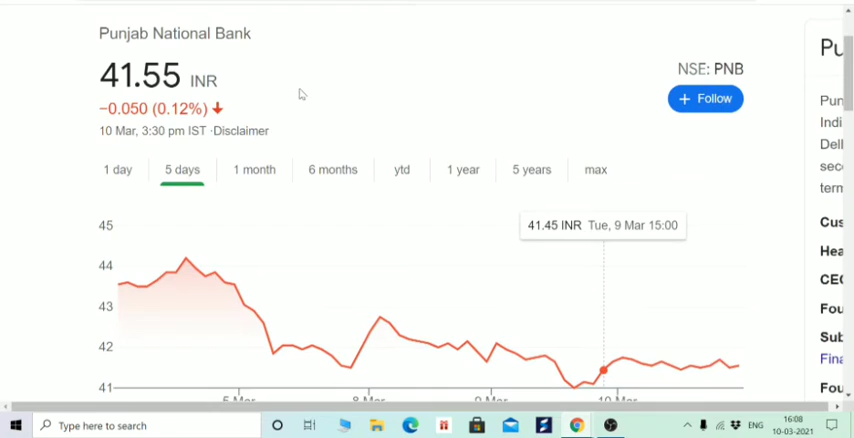 Punjab National Bank
41.55 INR
−0.050 (0.12%)
10 Mar, 3:30 pm IST ·Disclaimer
NSE: PNB
+ Follow
1 day
5 days
1 month
6 months
ytd
1 year
5 years
max
41.45 INR Tue, 9 Mar 15:00
45
44
43
42
41
5 Mar
8 Mar
9 Mar
10 Mar
Type here to search
ENG
16:08
10-03-2021